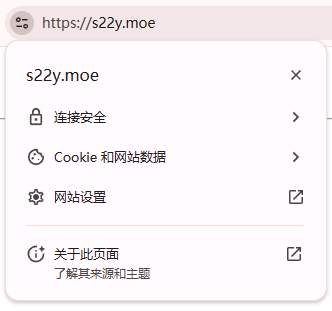 https://s22y.moe
s22y.moe
连接安全
Cookie 和网站数据
网站设置
关于此页面
了解其来源和主题